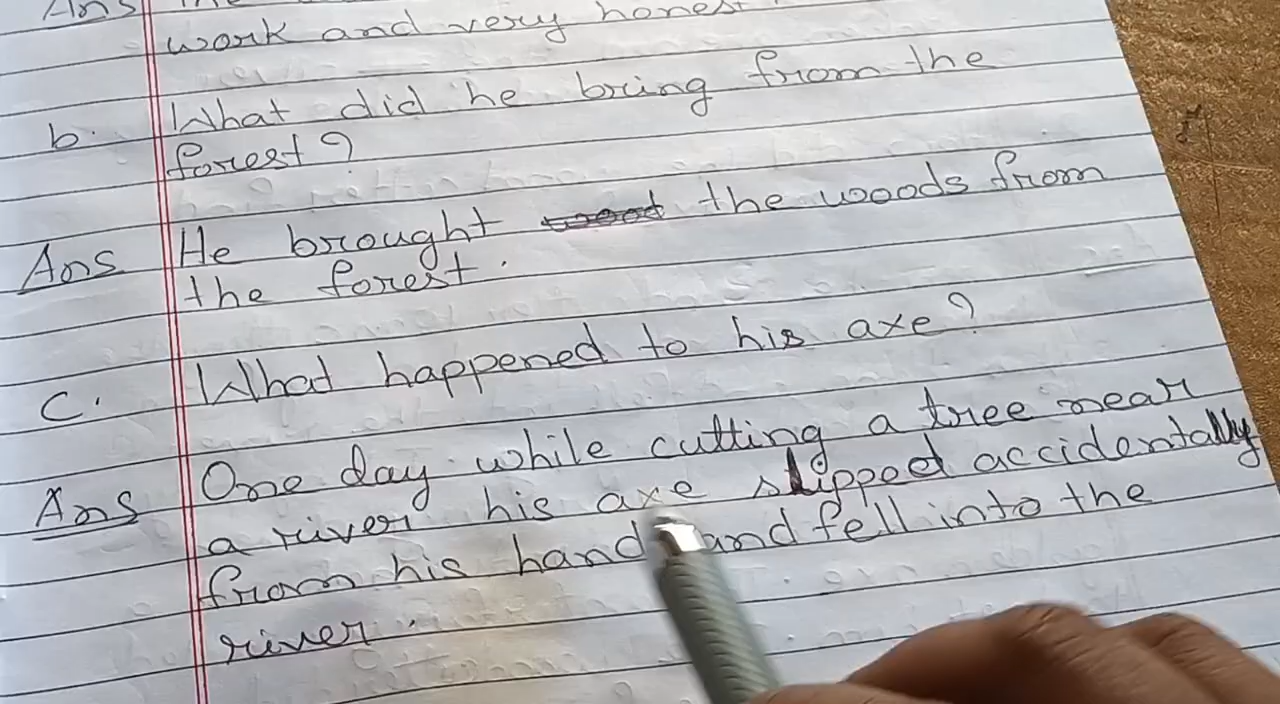 Ans
work and very honest.
b. What did he bring from the
forest?
Ans He brought the woods from
the forest.
C. What happened to his axe?
Ans One day while cutting a tree near
a river his axe slipped accidentally
from his hand and fell into the
river.